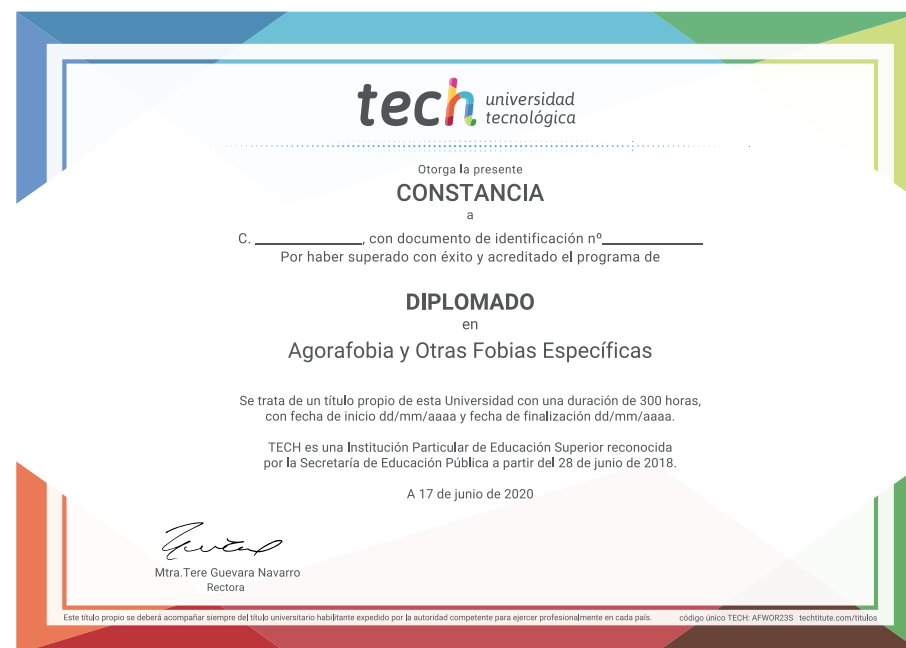 tech universidad
tecnológica
Otorga la presente
CONSTANCIA
a
C. ____________, con documento de identificación nº____________
Por haber superado con éxito y acreditado el programa de
DIPLOMADO
en
Agorafobia y Otras Fobias Específicas
Se trata de un título propio de esta Universidad con una duración de 300 horas,
con fecha de inicio dd/mm/aaaa y fecha de finalización dd/mm/aaaa.
TECH es una Institución Particular de Educación Superior reconocida
por la Secretaría de Educación Pública a partir del 28 de junio de 2018.
A 17 de junio de 2020
Mtra.Tere Guevara Navarro
Rectora
Este título propio se deberá acompañar siempre del título universitario habilitante expedido por la autoridad competente para ejercer profesionalmente en cada país. código único TECH: AFWOR23S techtitute.com/titulos